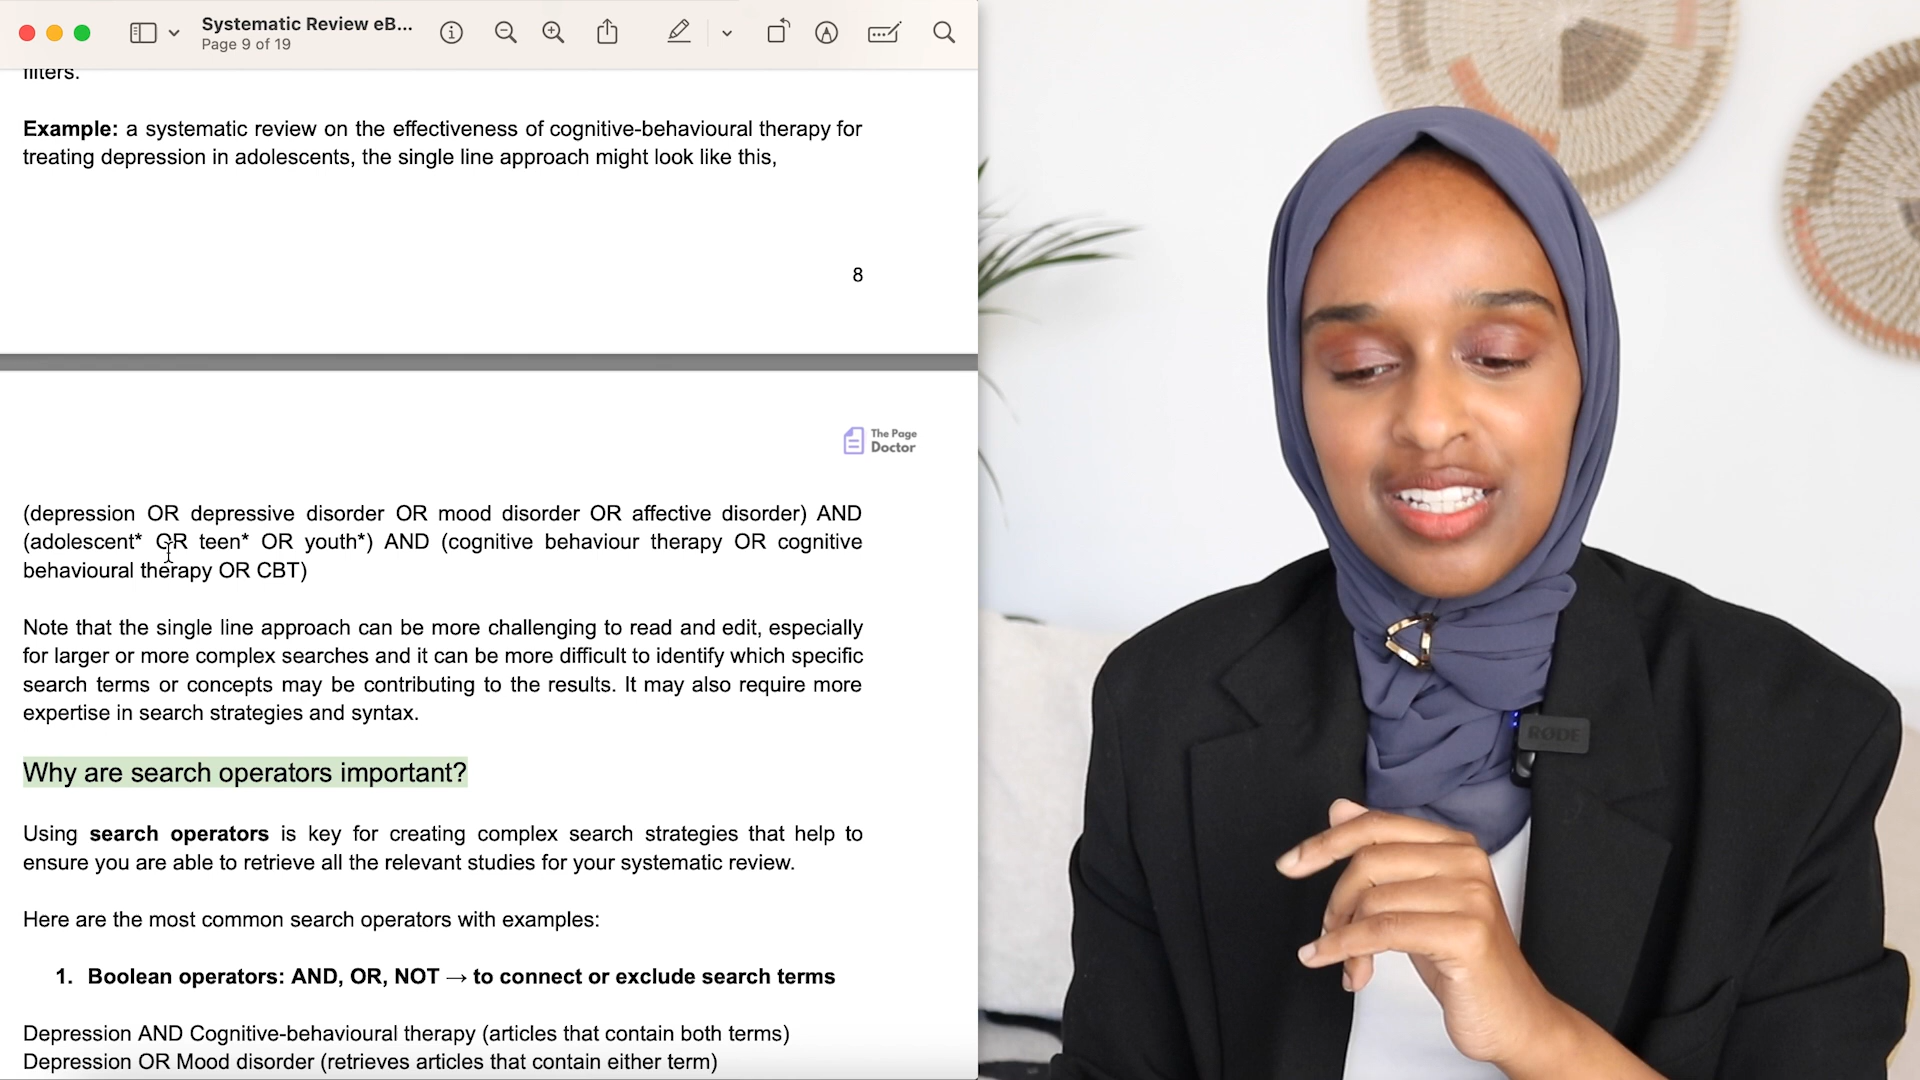 Systematic Review eB...
Page 9 of 19
filters.
Example: a systematic review on the effectiveness of cognitive-behavioural therapy for
treating depression in adolescents, the single line approach might look like this,
8
The Page
Doctor
(depression OR depressive disorder OR mood disorder OR affective disorder) AND
(adolescent* OR teen* OR youth*) AND (cognitive behaviour therapy OR cognitive
behavioural therapy OR CBT)
Note that the single line approach can be more challenging to read and edit, especially
for larger or more complex searches and it can be more difficult to identify which specific
search terms or concepts may be contributing to the results. It may also require more
expertise in search strategies and syntax.
Why are search operators important?
Using search operators is key for creating complex search strategies that help to
ensure you are able to retrieve all the relevant studies for your systematic review.
Here are the most common search operators with examples:
1. Boolean operators: AND, OR, NOT → to connect or exclude search terms
Depression AND Cognitive-behavioural therapy (articles that contain both terms)
Depression OR Mood disorder (retrieves articles that contain either term)
RØDE